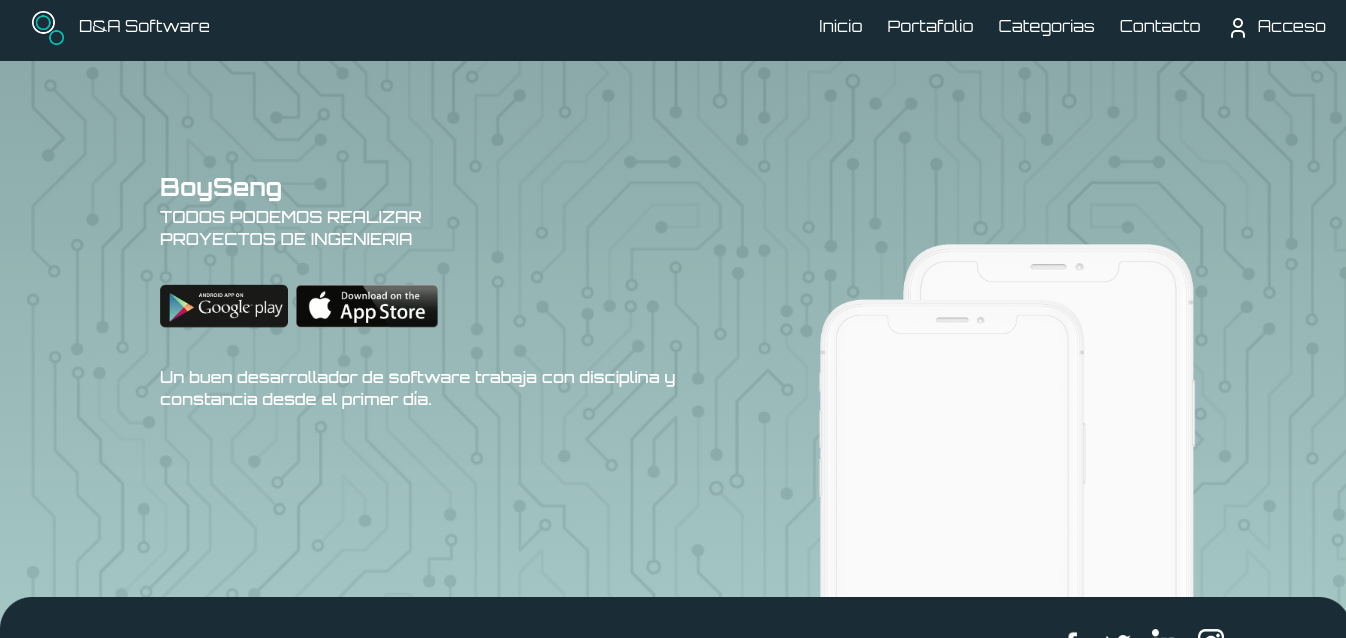 D&A Software
Inicio
Portafolio
Categorias
Contacto
Acceso
BoySeng
TODOS PODEMOS REALIZAR
PROYECTOS DE INGENIERIA
ANDROID APP ON
Google play
Download on the
App Store
Un buen desarrollador de software trabaja con disciplina y
constancia desde el primer día.